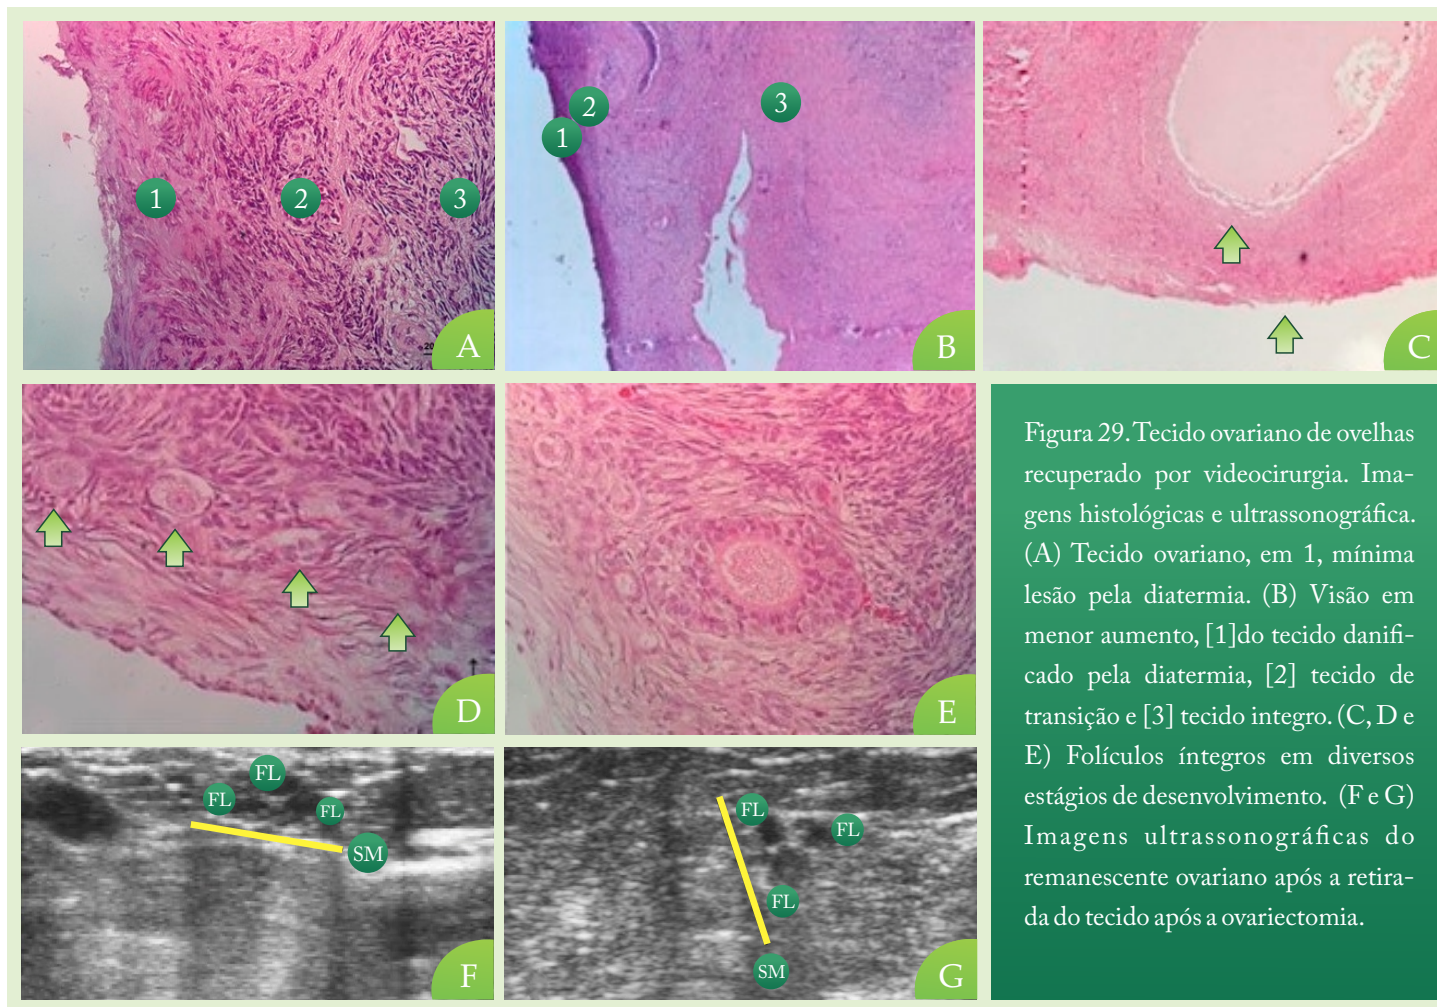 1
2
3
20
A
1
2
3
B
C
D
E
FL
FL
FL
SM
F
FL
FL
FL
SM
G
Figura 29. Tecido ovariano de ovelhas
recuperado por videocirurgia. Ima-
gens histológicas e ultrassonográfica.
(A) Tecido ovariano, em 1, mínima
lesão pela diatermia. (B) Visão em
menor aumento, [1]do tecido danifi-
cado pela diatermia, [2] tecido de
transição e [3] tecido integro. (C, D e
E) Folículos íntegros em diversos
estágios de desenvolvimento. (F e G)
Imagens ultrassonográficas do
remanescente ovariano após a retira-
da do tecido após a ovariectomia.